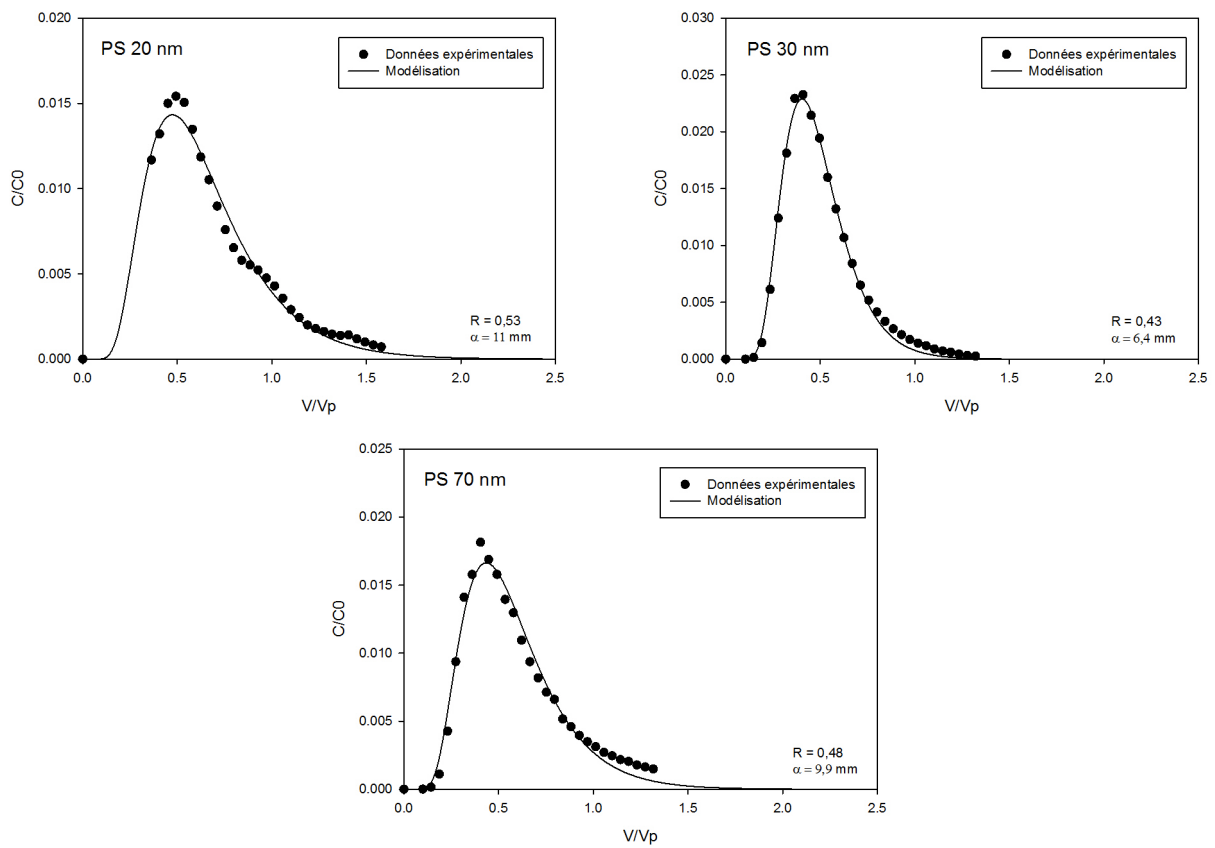 PS 20 nm
Données expérimentales
Modélisation
0.020
0.015
0.010
0.005
0.000
C/C0
R = 0,53
α = 11 mm
0.0 0.5 1.0 1.5 2.0 2.5
V/Vp
PS 30 nm
Données expérimentales
Modélisation
0.030
0.025
0.020
0.015
0.010
0.005
0.000
C/C0
R = 0,43
α = 6,4 mm
0.0 0.5 1.0 1.5 2.0 2.5
V/Vp
PS 70 nm
Données expérimentales
Modélisation
0.025
0.020
0.015
0.010
0.005
0.000
C/C0
R = 0,48
α = 9,9 mm
0.0 0.5 1.0 1.5 2.0 2.5
V/Vp